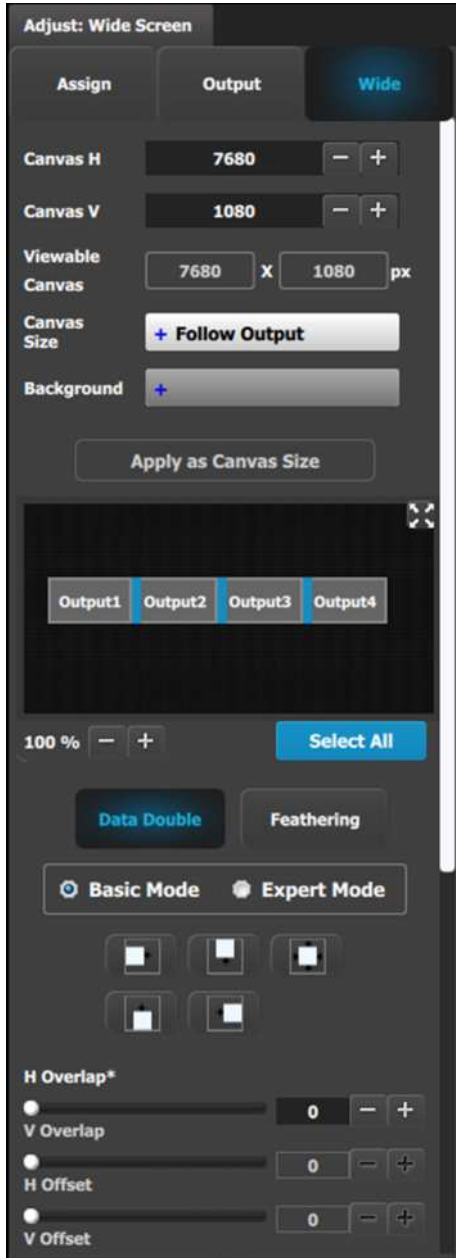 Adjust: Wide Screen
Assign Output Wide
Canvas H 7680 − +
Canvas V 1080 − +
Viewable
Canvas 7680 X 1080 px
Canvas
Size + Follow Output
Background +
Apply as Canvas Size
Output1 Output2 Output3 Output4
100 % − + Select All
Data Double Feathering
Basic Mode Expert Mode
H Overlap*
0 − +
V Overlap
0 − +
H Offset
0 − +
V Offset